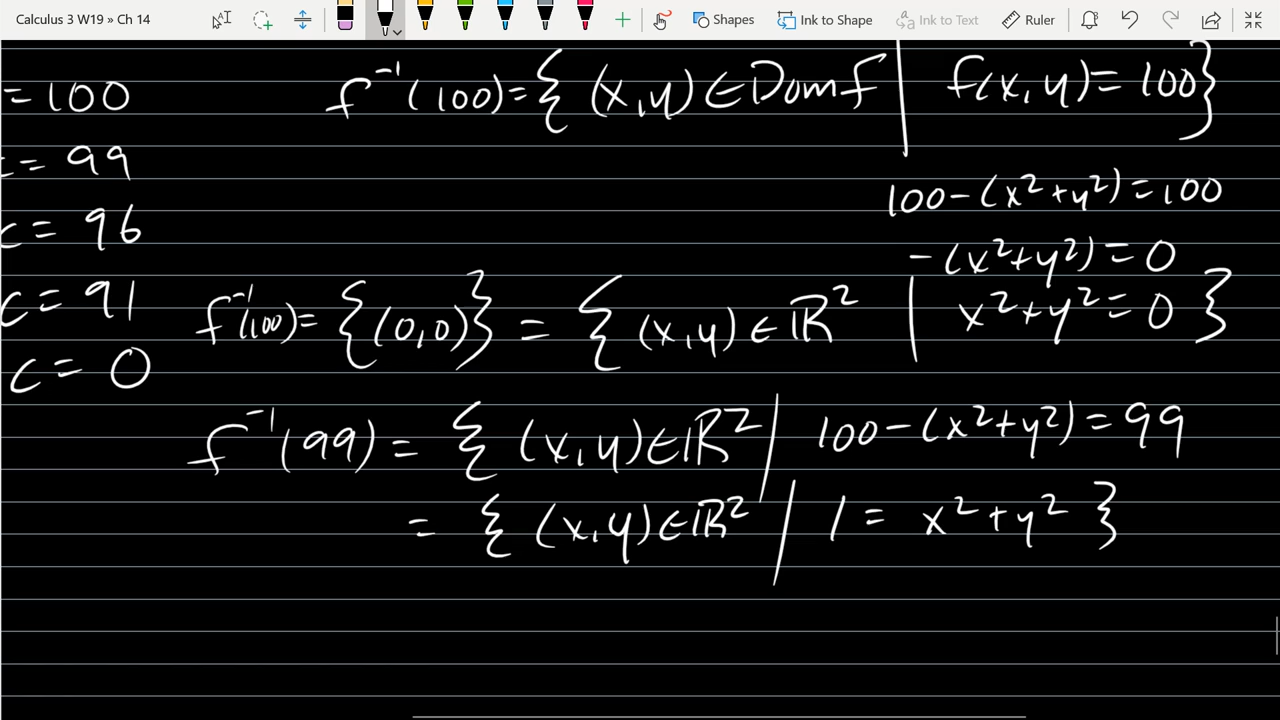 Calculus 3 W19 » Ch 14
Shapes Ink to Shape Ink to Text Ruler
= 100
f⁻¹(100) = { (x,y) ∈ Dom f | f(x,y) = 100 }
c = 99
100 - (x² + y²) = 100
c = 96
- (x² + y²) = 0
c = 91
f⁻¹(100) = { (0,0) } = { (x,y) ∈ ℝ² | x² + y² = 0 }
c = 0
f⁻¹(99) = { (x,y) ∈ ℝ² | 100 - (x² + y²) = 99
= { (x,y) ∈ ℝ² | 1 = x² + y² }